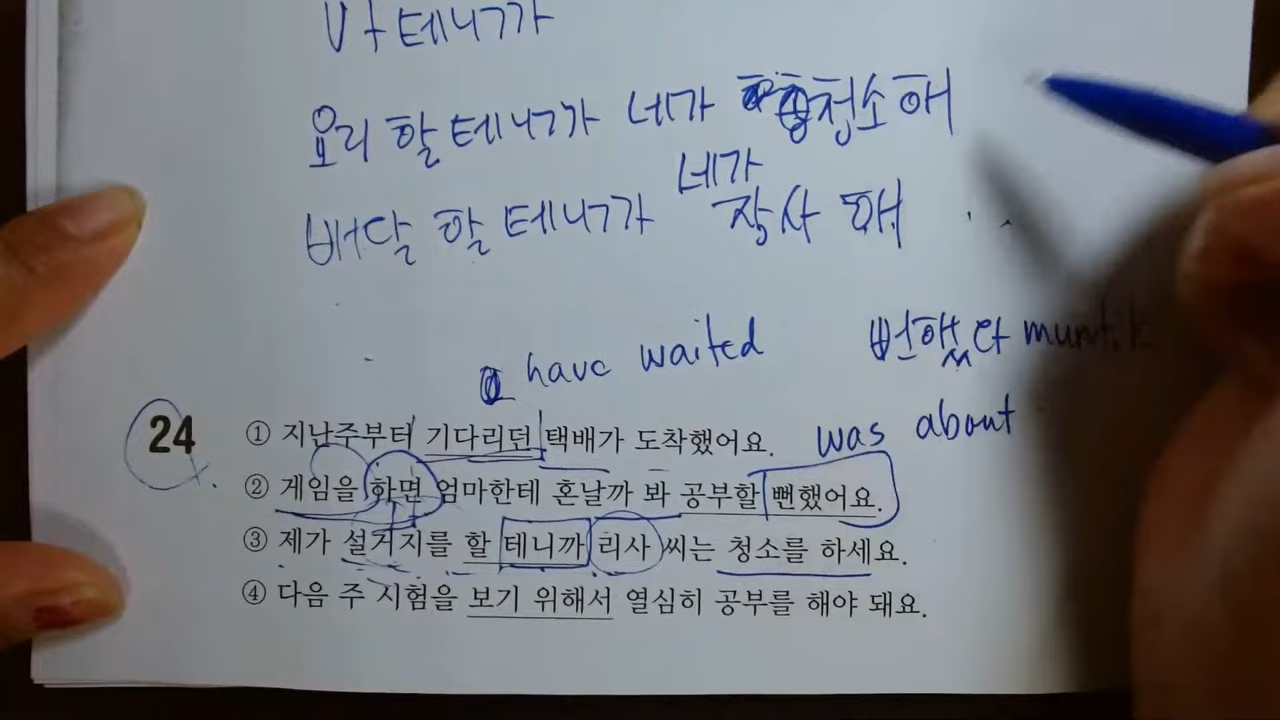 테니까
요리 할 테니까 네가 청소해
네가
배달 할 테니까 장사 해
have waited 번했다
24 ① 지난주부터 기다리던 택배가 도착했어요. was about
② 게임을 하면 엄마한테 혼날까 봐 공부할 뻔했어요.
③ 제가 설거지를 할 테니까 리사 씨는 청소를 하세요.
④ 다음 주 시험을 보기 위해서 열심히 공부를 해야 돼요.